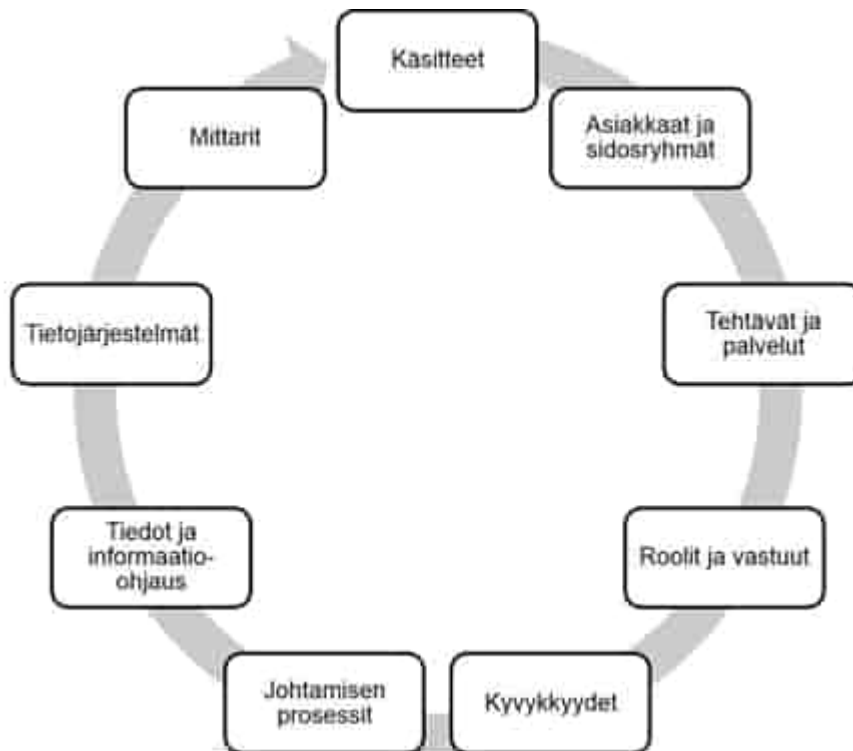 Käsitteet
Asiakkaat ja
sidosryhmät
Tehtävät ja
palvelut
Roolit ja vastuut
Kyvykkyydet
Johtamisen
prosessit
Tiedot ja
informaatio-
ohjaus
Tietojärjestelmät
Mittarit